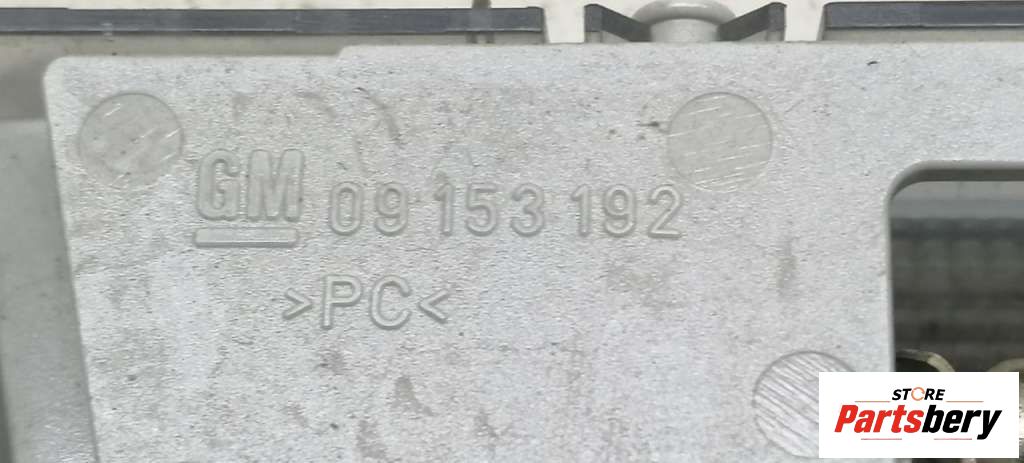 GM 09 153 192
>PC<
STORE
Partsbery